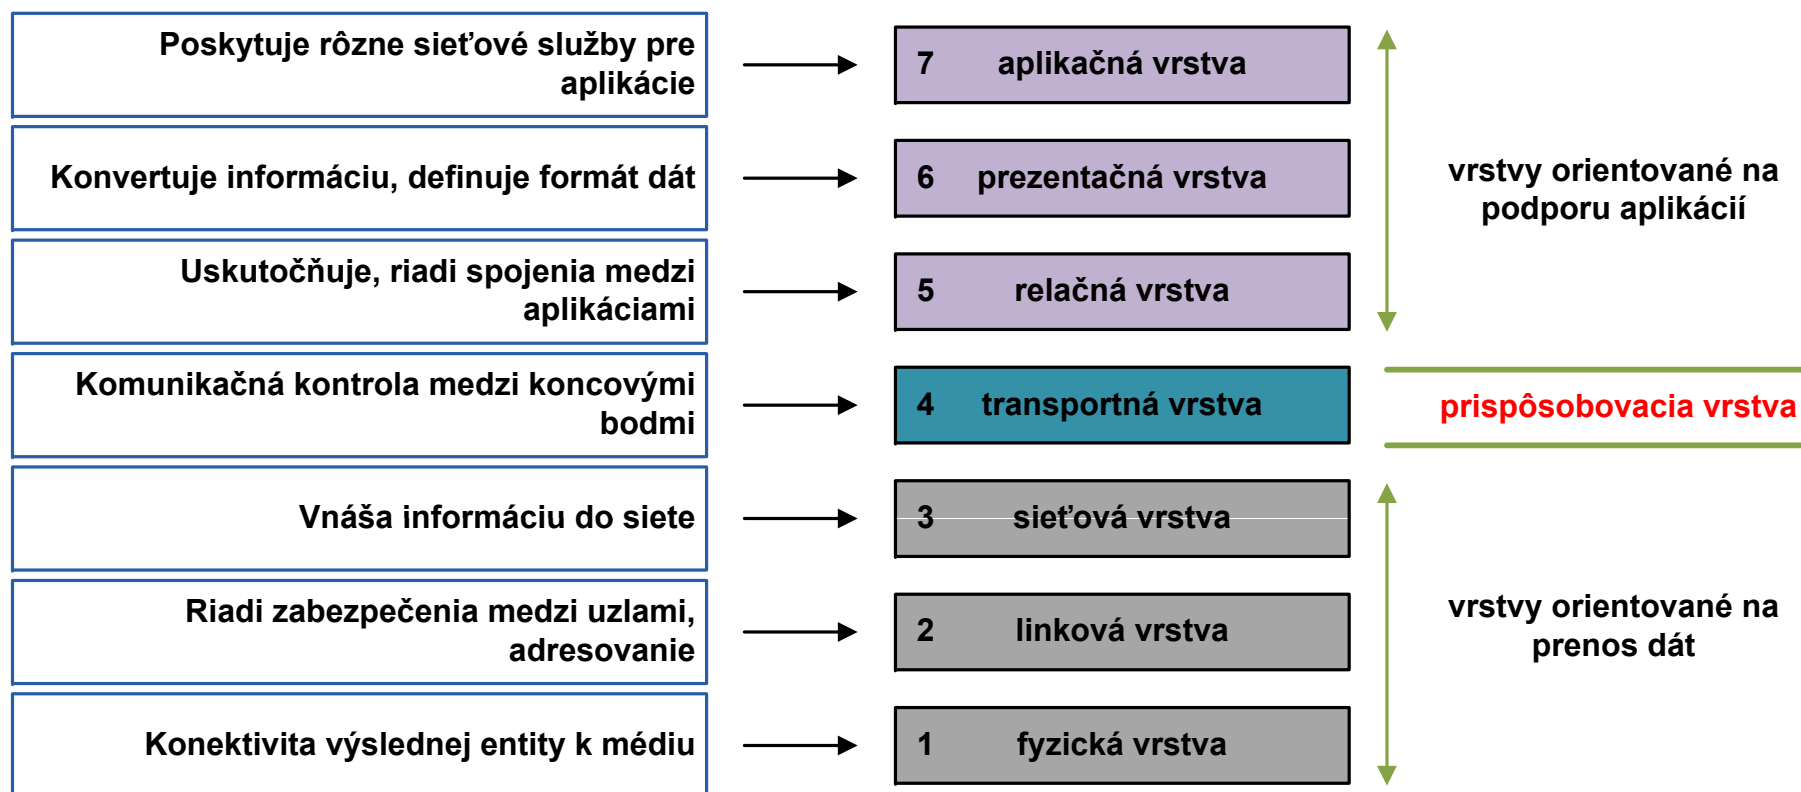 Poskytuje rôzne sieťové služby pre
aplikácie
7 aplikačná vrstva
Konvertuje informáciu, definuje formát dát
6 prezentačná vrstva
vrstvy orientované na
podporu aplikácií
Uskutočňuje, riadi spojenia medzi
aplikáciami
5 relačná vrstva
Komunikačná kontrola medzi koncovými
bodmi
4 transportná vrstva
prispôsobovacia vrstva
Vnáša informáciu do siete
3 sieťová vrstva
Riadi zabezpečenia medzi uzlami,
adresovanie
2 linková vrstva
vrstvy orientované na
prenos dát
Konektivita výslednej entity k médiu
1 fyzická vrstva